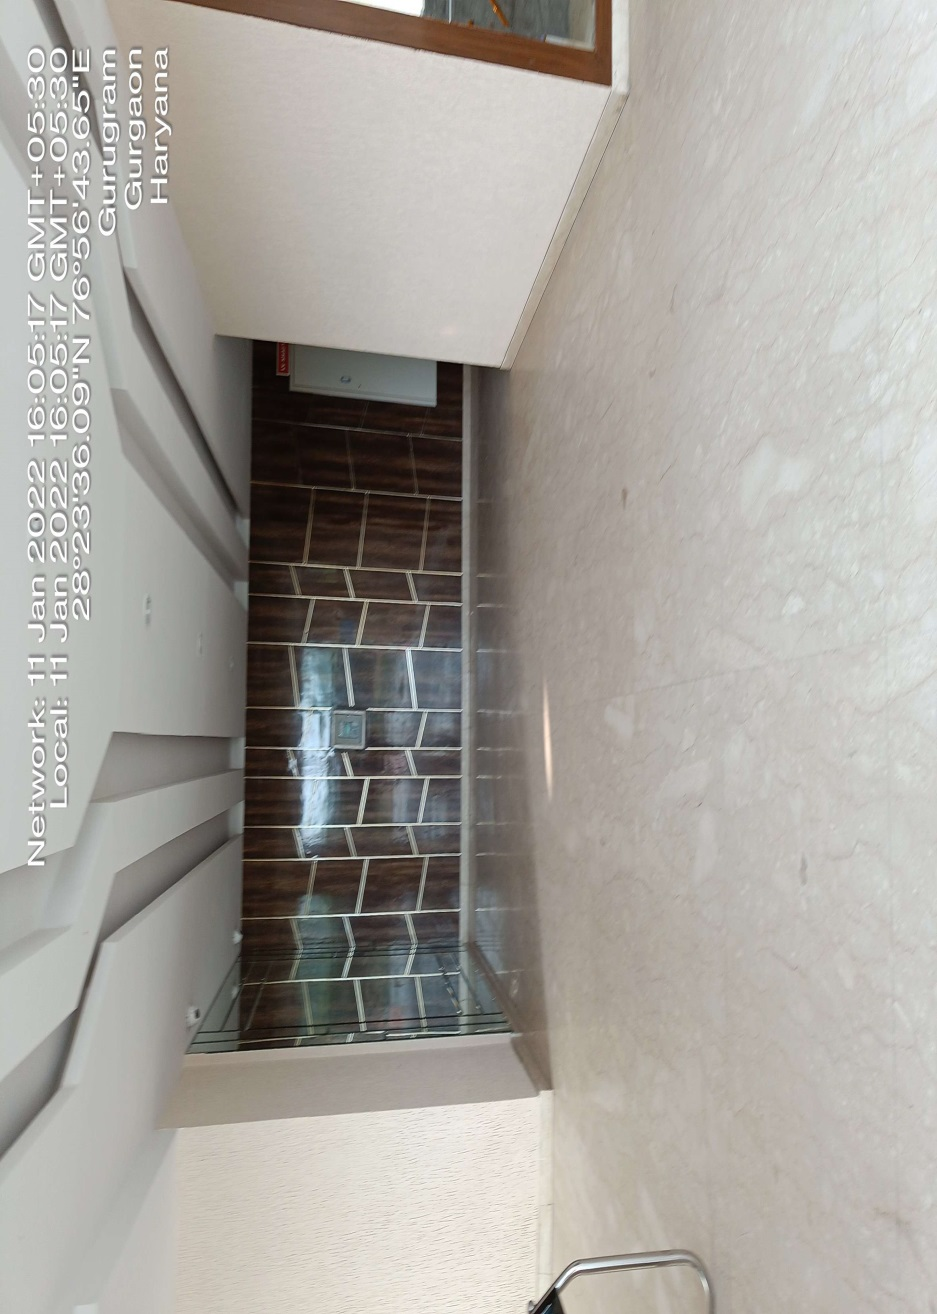 Network: 11 Jan 2022 16:05:17 GMT+05:30
Local: 11 Jan 2022 16:05:17 GMT+05:30
28°23'36.09"N 76°56'43.65"E
Gurugram
Gurgaon
Haryana